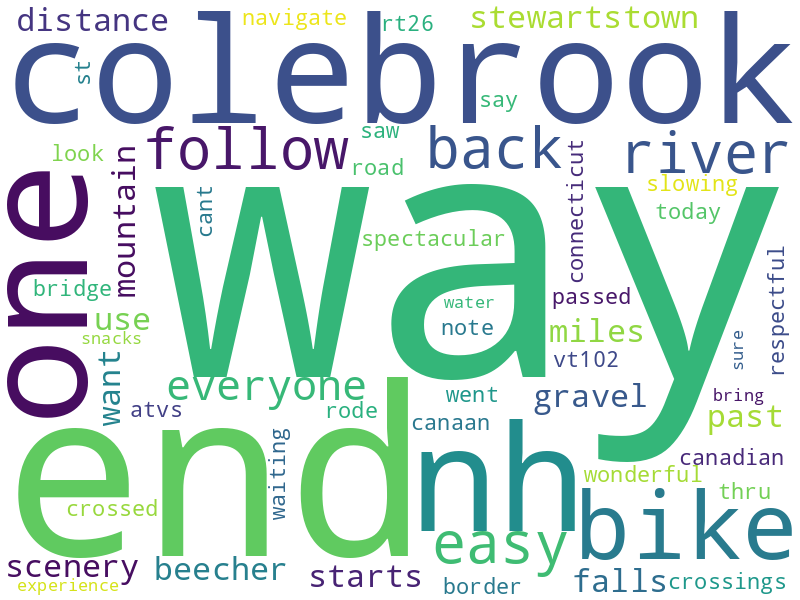 distance
navigate
rt26
stewartstown
colebrook
st
say
follow
saw
back
river
look
road
one
mountain
cant
connecticut
slowing
way
today
spectacular
bridge
respectful
water
passed
use
note
miles
snacks
sure
want
vt102
everyone
atvs
rode
went
gravel
bring
past
end
canaan
nh
waiting
canadian
wonderful
thru
crossed
bike
easy
scenery
beecher
starts
falls
crossings
experience
border